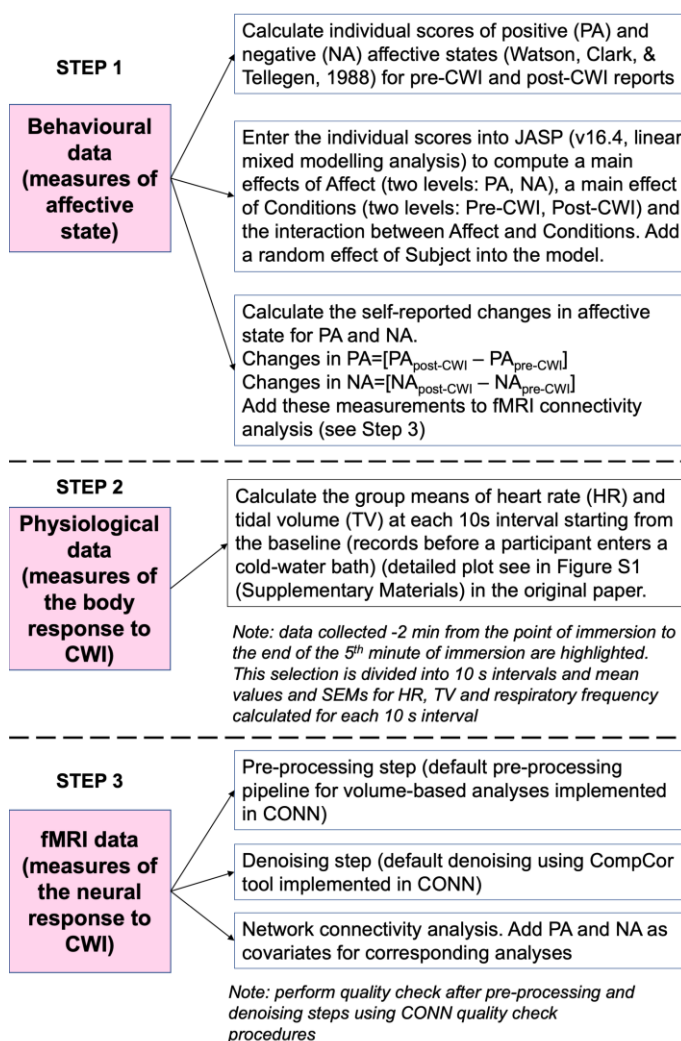 STEP 1
Behavioural
data
(measures of
affective
state)
Calculate individual scores of positive (PA) and
negative (NA) affective states (Watson, Clark, &
Tellegen, 1988) for pre-CWI and post-CWI reports
Enter the individual scores into JASP (v16.4, linear
mixed modelling analysis) to compute a main
effects of Affect (two levels: PA, NA), a main effect
of Conditions (two levels: Pre-CWI, Post-CWI) and
the interaction between Affect and Conditions. Add
a random effect of Subject into the model.
Calculate the self-reported changes in affective
state for PA and NA.
Changes in PA=[PApost-CWI – PApre-CWI]
Changes in NA=[NApost-CWI – NApre-CWI]
Add these measurements to fMRI connectivity
analysis (see Step 3)
STEP 2
Physiological
data
(measures of
the body
response to
CWI)
Calculate the group means of heart rate (HR) and
tidal volume (TV) at each 10s interval starting from
the baseline (records before a participant enters a
cold-water bath) (detailed plot see in Figure S1
(Supplementary Materials) in the original paper.
Note: data collected -2 min from the point of immersion to
the end of the 5th minute of immersion are highlighted.
This selection is divided into 10 s intervals and mean
values and SEMs for HR, TV and respiratory frequency
calculated for each 10 s interval
STEP 3
fMRI data
(measures of
the neural
response to
CWI)
Pre-processing step (default pre-processing
pipeline for volume-based analyses implemented
in CONN)
Denoising step (default denoising using CompCor
tool implemented in CONN)
Network connectivity analysis. Add PA and NA as
covariates for corresponding analyses
Note: perform quality check after pre-processing and
denoising steps using CONN quality check
procedures